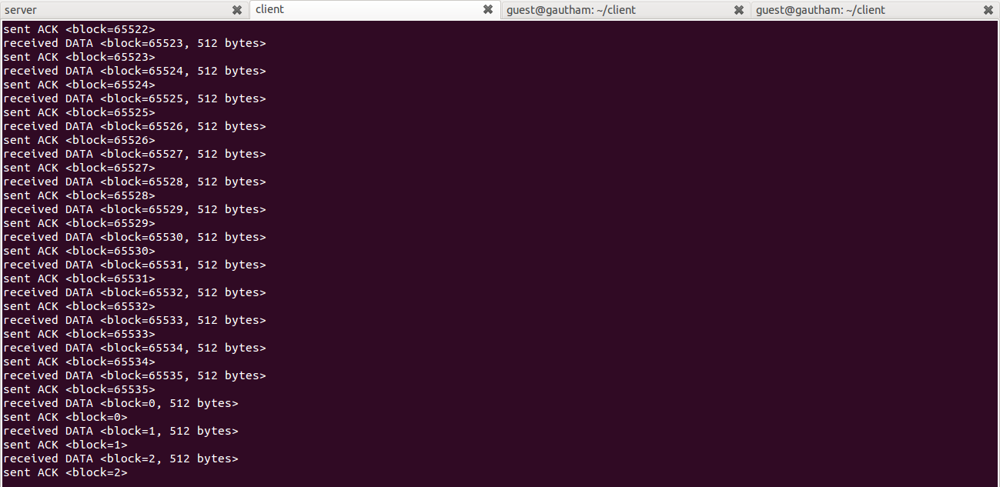 server client guest@gautham: ~/client guest@gautham: ~/client
sent ACK <block=65522>
received DATA <block=65523, 512 bytes>
sent ACK <block=65523>
received DATA <block=65524, 512 bytes>
sent ACK <block=65524>
received DATA <block=65525, 512 bytes>
sent ACK <block=65525>
received DATA <block=65526, 512 bytes>
sent ACK <block=65526>
received DATA <block=65527, 512 bytes>
sent ACK <block=65527>
received DATA <block=65528, 512 bytes>
sent ACK <block=65528>
received DATA <block=65529, 512 bytes>
sent ACK <block=65529>
received DATA <block=65530, 512 bytes>
sent ACK <block=65530>
received DATA <block=65531, 512 bytes>
sent ACK <block=65531>
received DATA <block=65532, 512 bytes>
sent ACK <block=65532>
received DATA <block=65533, 512 bytes>
sent ACK <block=65533>
received DATA <block=65534, 512 bytes>
sent ACK <block=65534>
received DATA <block=65535, 512 bytes>
sent ACK <block=65535>
received DATA <block=0, 512 bytes>
sent ACK <block=0>
received DATA <block=1, 512 bytes>
sent ACK <block=1>
received DATA <block=2, 512 bytes>
sent ACK <block=2>